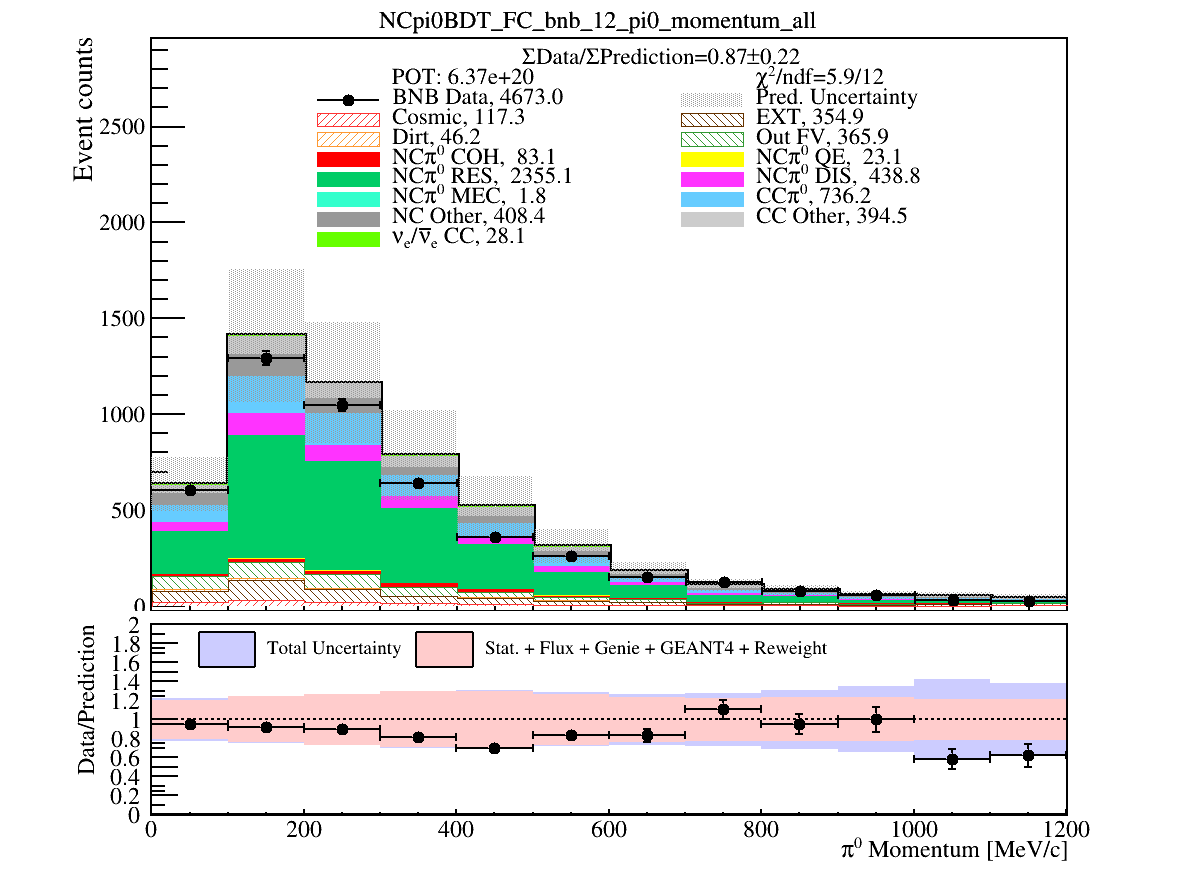 NCpi0BDT_FC_bnb_12_pi0_momentum_all
ΣData/ΣPrediction=0.87±0.22
POT: 6.37e+20
χ²/ndf=5.9/12
BNB Data, 4673.0
Pred. Uncertainty
Cosmic, 117.3
EXT, 354.9
Dirt, 46.2
Out FV, 365.9
NCπ⁰ COH, 83.1
NCπ⁰ QE, 23.1
NCπ⁰ RES, 2355.1
NCπ⁰ DIS, 438.8
NCπ⁰ MEC, 1.8
CCπ⁰, 736.2
NC Other, 408.4
CC Other, 394.5
νₑ/ν̅ₑ CC, 28.1
Event counts
2500
2000
1500
1000
500
0
Total Uncertainty
Stat. + Flux + Genie + GEANT4 + Reweight
Data/Prediction
2
1.8
1.6
1.4
1.2
1
0.8
0.6
0.4
0.2
0
0 200 400 600 800 1000 1200
π⁰ Momentum [MeV/c]